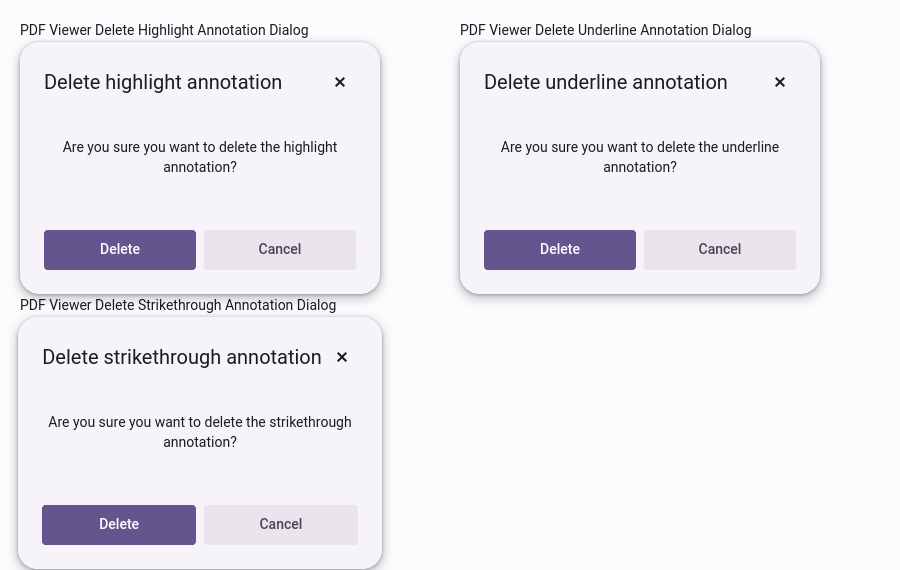 PDF Viewer Delete Highlight Annotation Dialog
Delete highlight annotation
Are you sure you want to delete the highlight
annotation?
Delete
Cancel
PDF Viewer Delete Underline Annotation Dialog
Delete underline annotation
Are you sure you want to delete the underline
annotation?
Delete
Cancel
PDF Viewer Delete Strikethrough Annotation Dialog
Delete strikethrough annotation
Are you sure you want to delete the strikethrough
annotation?
Delete
Cancel